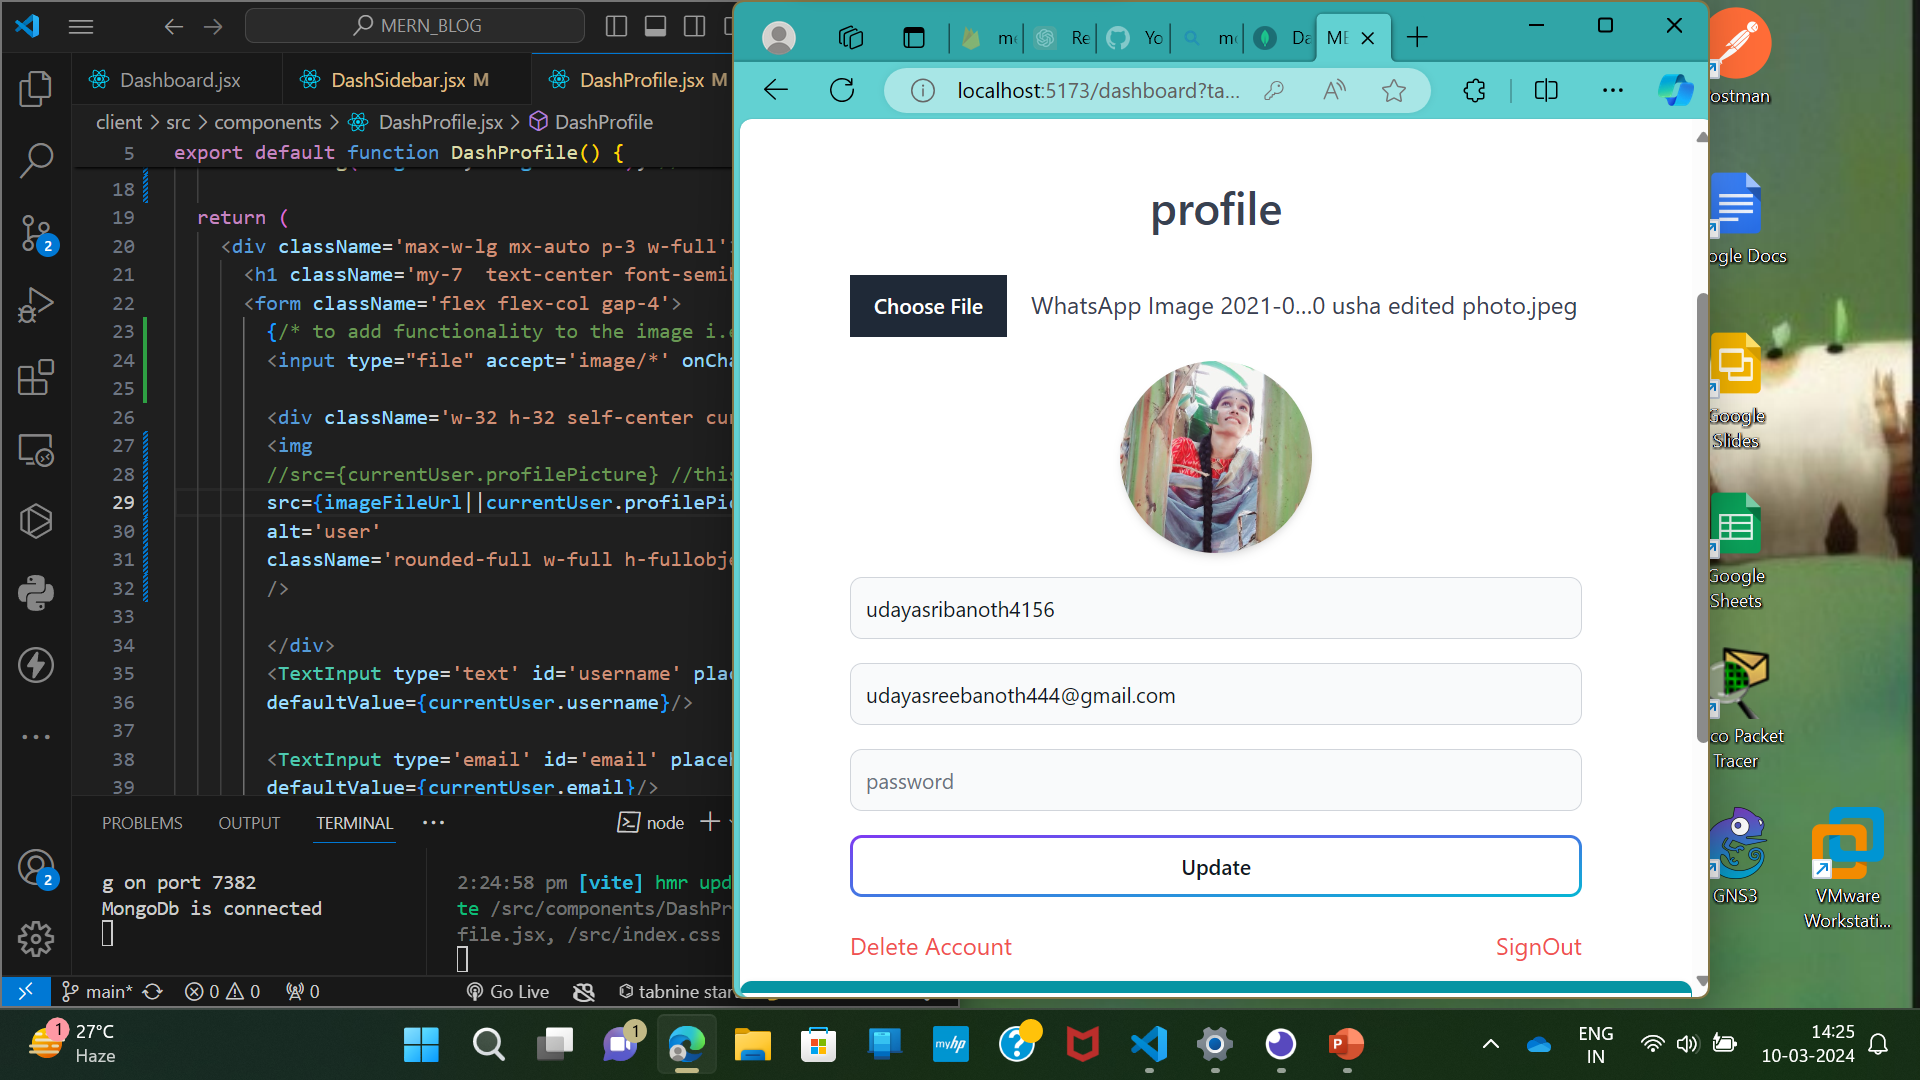 MERN_BLOG
Dashboard.jsx
DashSidebar.jsx M
DashProfile.jsx M
client > src > components > DashProfile.jsx > DashProfile
5 export default function DashProfile() {
18
19 return (
20 <div className='max-w-lg mx-auto p-3 w-full'>
21 <h1 className='my-7 text-center font-semi
22 <form className='flex flex-col gap-4'>
23 {/* to add functionality to the image i.e
24 <input type="file" accept='image/*' onCha
25
26 <div className='w-32 h-32 self-center cu
27 <img
28 //src={currentUser.profilePicture} //this
29 src={imageFileUrl||currentUser.profilePi
30 alt='user'
31 className='rounded-full w-full h-fullobje
32 />
33
34 </div>
35 <TextInput type='text' id='username' pla
36 defaultValue={currentUser.username}/>
37
38 <TextInput type='email' id='email' place
39 defaultValue={currentUser.email}/>
PROBLEMS OUTPUT TERMINAL ··· node
g on port 7382
MongoDb is connected
2:24:58 pm [vite] hmr upd
te /src/components/DashPr
file.jsx, /src/index.css
2
2
main* 0 0 0 Go Live tabnine star
m Re Yo m Da ME
localhost:5173/dashboard?ta...
profile
Choose File WhatsApp Image 2021-0...0 usha edited photo.jpeg
udayasribanoth4156
udayasreebanoth444@gmail.com
password
Update
Delete Account SignOut
ostman
ogle Docs
Google
Slides
Google
Sheets
co Packet
Tracer
GNS3
VMware
Workstati...
1
27°C
Haze
1
myhp
P
ENG
IN
14:25
10-03-2024